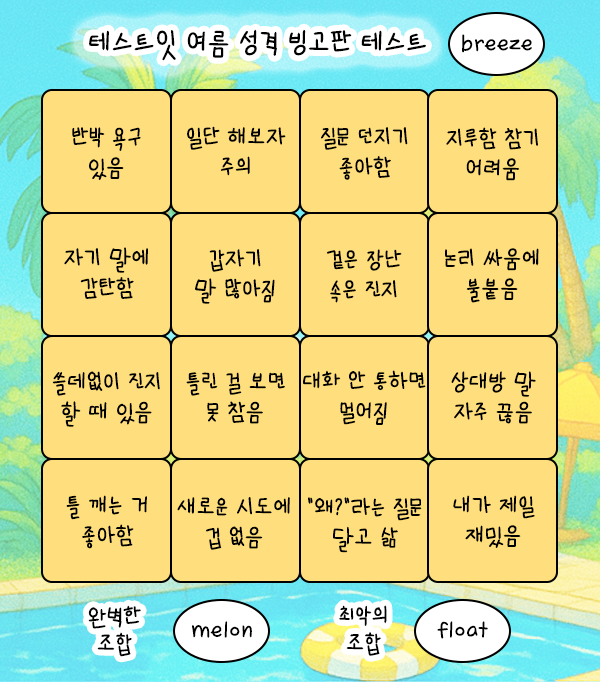 테스트잇 여름 성격 빙고판 테스트
breeze
반박 욕구
있음
일단 해보자
주의
질문 던지기
좋아함
지루함 참기
어려움
자기 말에
감탄함
갑자기
말 많아짐
겉은 장난
속은 진지
논리 싸움에
불붙음
쓸데없이 진지
할 때 있음
틀린 걸 보면
못 참음
대화 안 통하면
멀어짐
상대방 말
자주 끊음
틀 깨는 거
좋아함
새로운 시도에
겁 없음
"왜?"라는 질문
달고 삶
내가 제일
재밌음
완벽한
조합
melon
최악의
조합
float